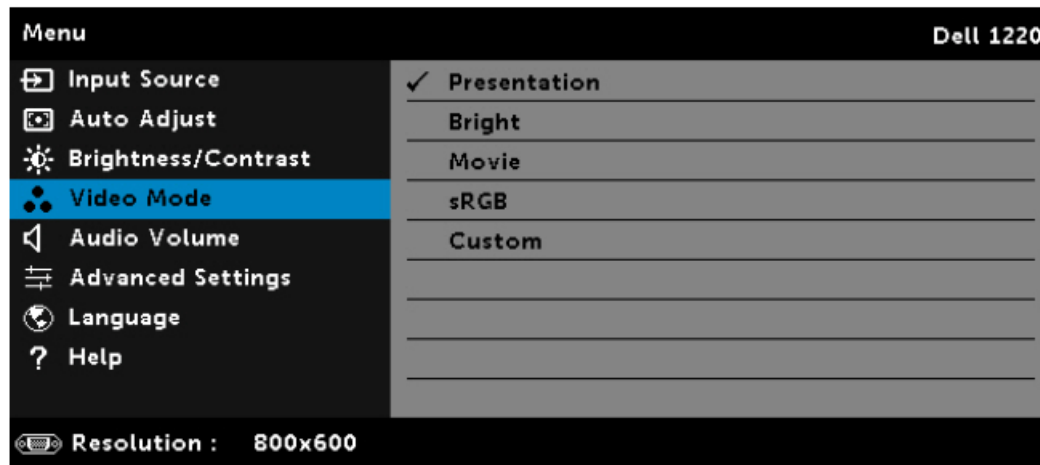 Menu
Dell 1220
Input Source
Auto Adjust
Brightness/Contrast
Video Mode
Audio Volume
Advanced Settings
Language
? Help
✓ Presentation
Bright
Movie
sRGB
Custom
Resolution : 800x600